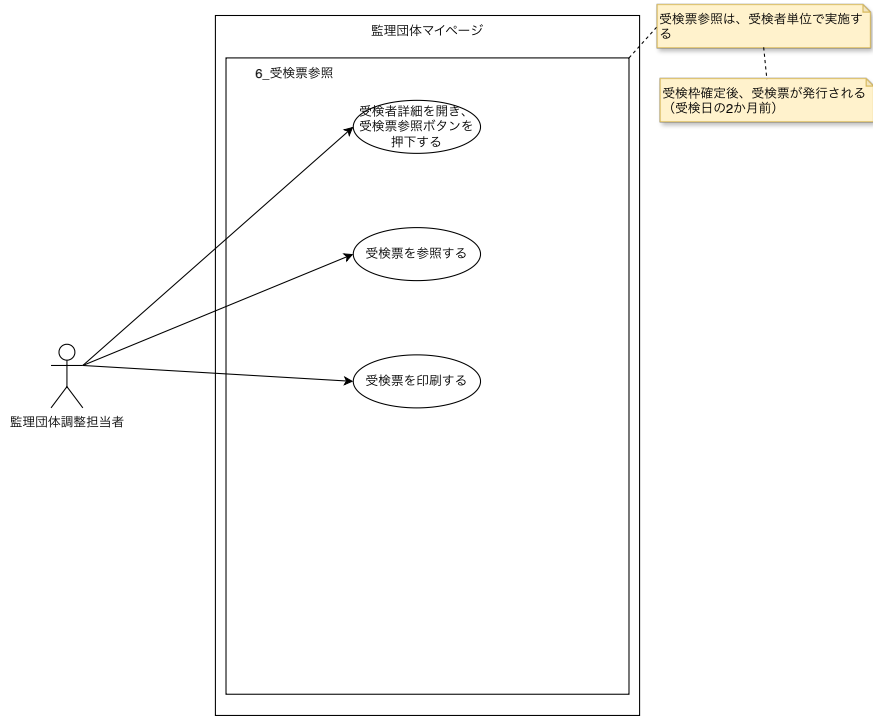 監理団体マイページ
6_受検票参照
受検者詳細を開き、
受検票参照ボタンを
押下する
受検票を参照する
受検票を印刷する
監理団体調整担当者
受検票参照は、受検者単位で実施す
る
受検枠確定後、受検票が発行される
（受検日の2か月前）